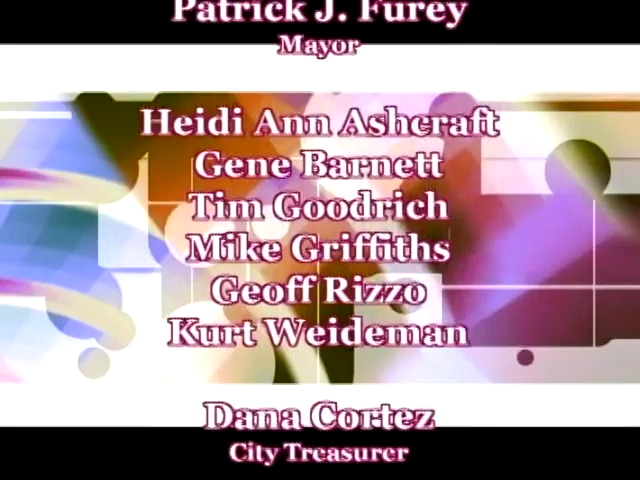 Patrick J. Furey
Mayor
Heidi Ann Ashcraft
Gene Barnett
Tim Goodrich
Mike Griffiths
Geoff Rizzo
Kurt Weideman
Dana Cortez
City Treasurer